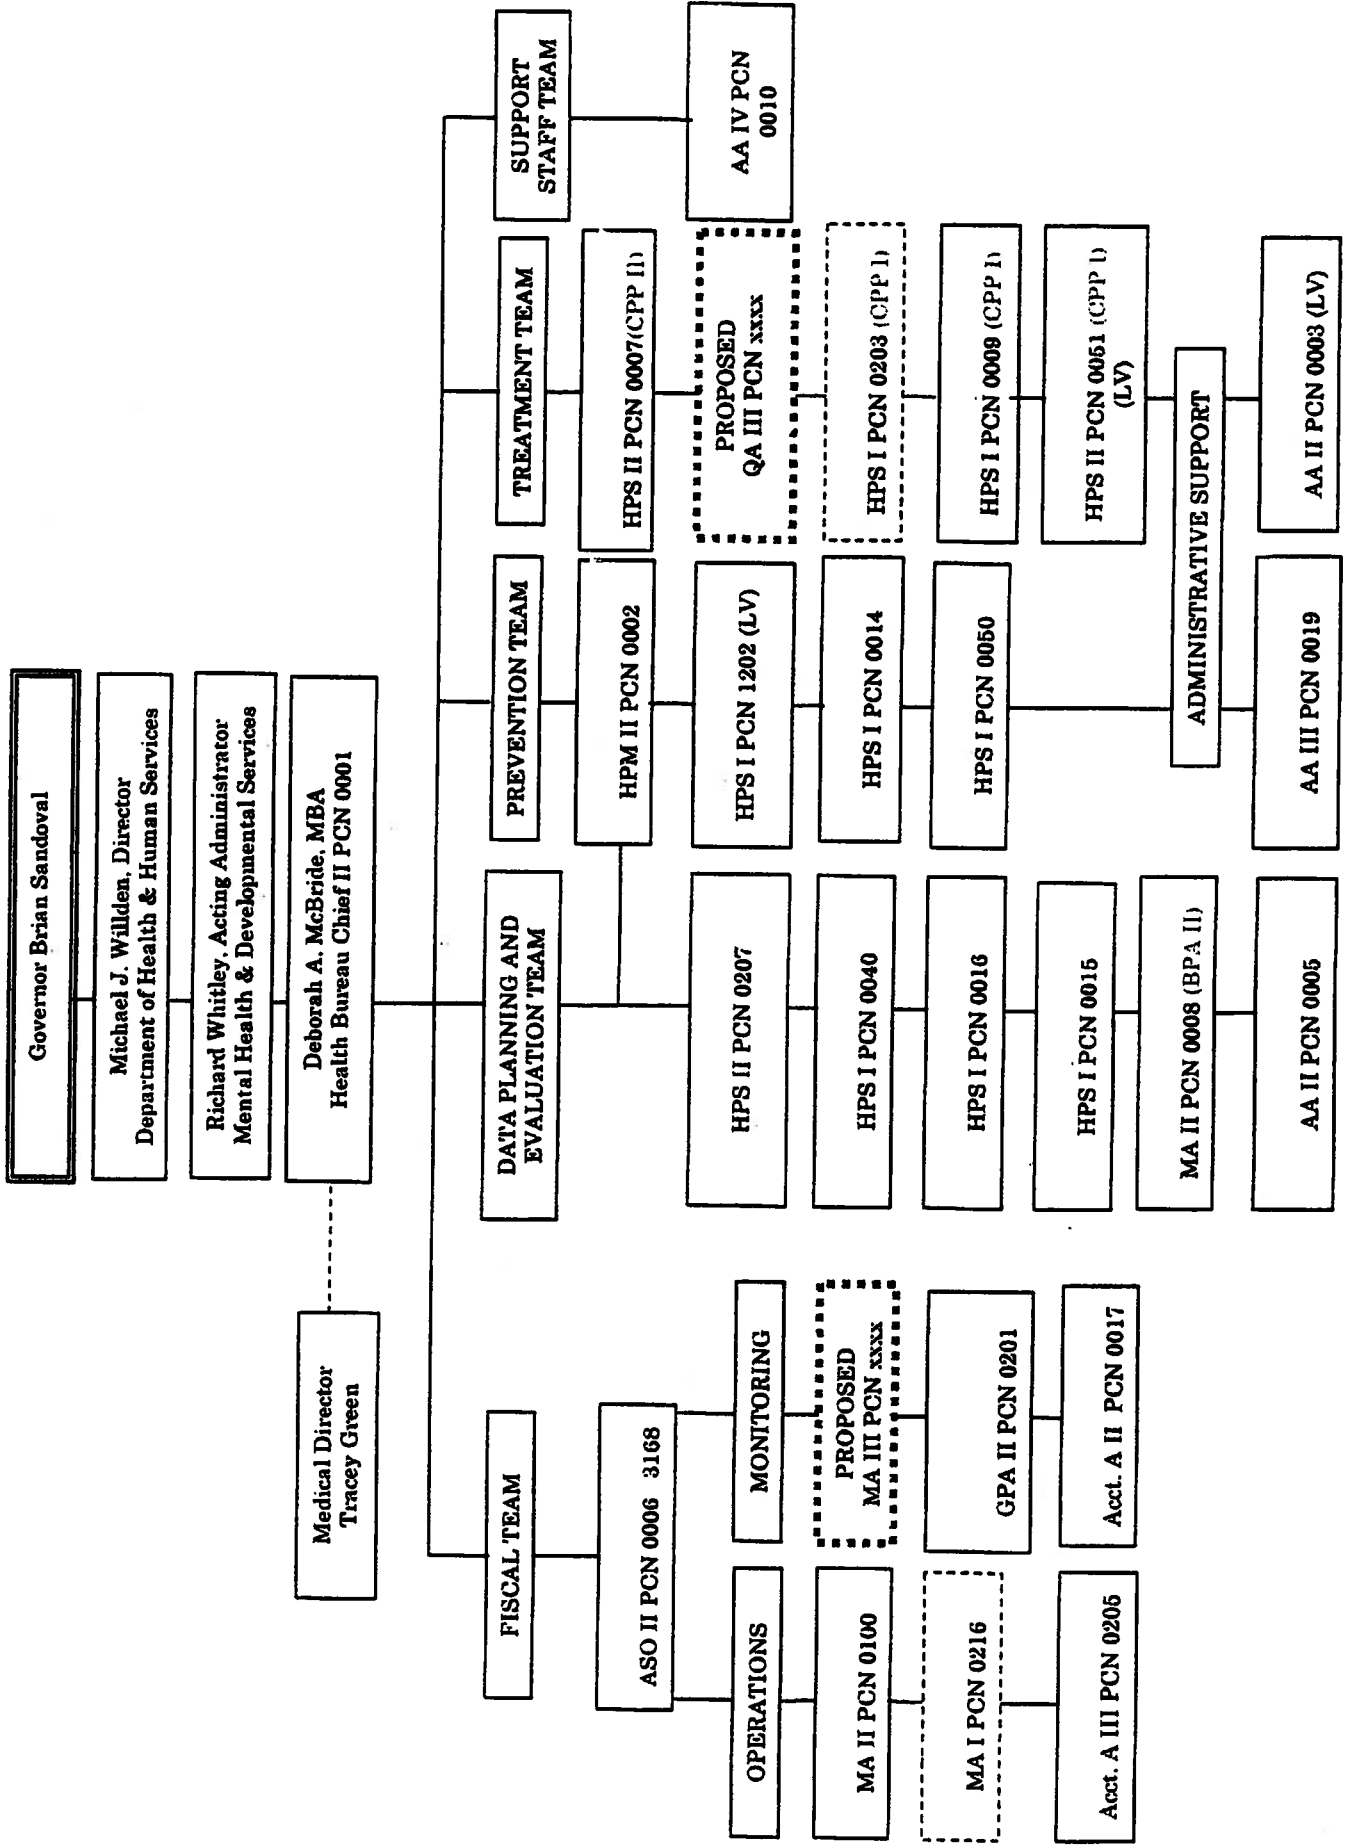 Governor Brian Sandoval
Michael J. Willden, Director
Department of Health & Human Services
Richard Whitley, Acting Administrator
Mental Health & Developmental Services
Deborah A. McBride, MBA
Health Bureau Chief II PCN 0001
Medical Director
Tracey Green
FISCAL TEAM
ASO II PCN 0006 3168
OPERATIONS
MA II PCN 0100
MA I PCN 0216
Acct. A III PCN 0205
MONITORING
PROPOSED
MA III PCN xxxx
GPA II PCN 0201
Acct. A II PCN 0017
DATA PLANNING AND
EVALUATION TEAM
HPS II PCN 0207
HPS I PCN 0040
HPS I PCN 0016
HPS I PCN 0015
MA II PCN 0008 (BPA II)
AA II PCN 0005
PREVENTION TEAM
HPM II PCN 0002
HPS I PCN 1202 (LV)
HPS I PCN 0014
HPS I PCN 0050
TREATMENT TEAM
HPS II PCN 0007(CPP II)
PROPOSED
QA III PCN xxxx
HPS I PCN 0203 (CPP I)
HPS I PCN 0009 (CPP I)
HPS II PCN 0051 (CPP I)
(LV)
ADMINISTRATIVE SUPPORT
AA III PCN 0019
AA II PCN 0003 (LV)
SUPPORT
STAFF TEAM
AA IV PCN
0010